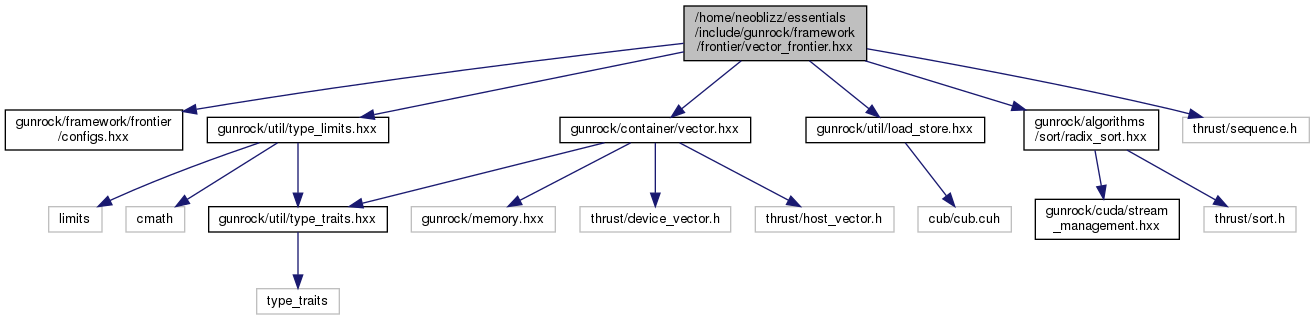 /home/neoblizz/essentials
/include/gunrock/framework
/frontier/vector_frontier.hxx
gunrock/framework/frontier
/configs.hxx
gunrock/util/type_limits.hxx
gunrock/container/vector.hxx
gunrock/util/load_store.hxx
gunrock/algorithms
/sort/radix_sort.hxx
thrust/sequence.h
limits
cmath
gunrock/util/type_traits.hxx
gunrock/memory.hxx
thrust/device_vector.h
thrust/host_vector.h
cub/cub.cuh
gunrock/cuda/stream
_management.hxx
thrust/sort.h
type_traits